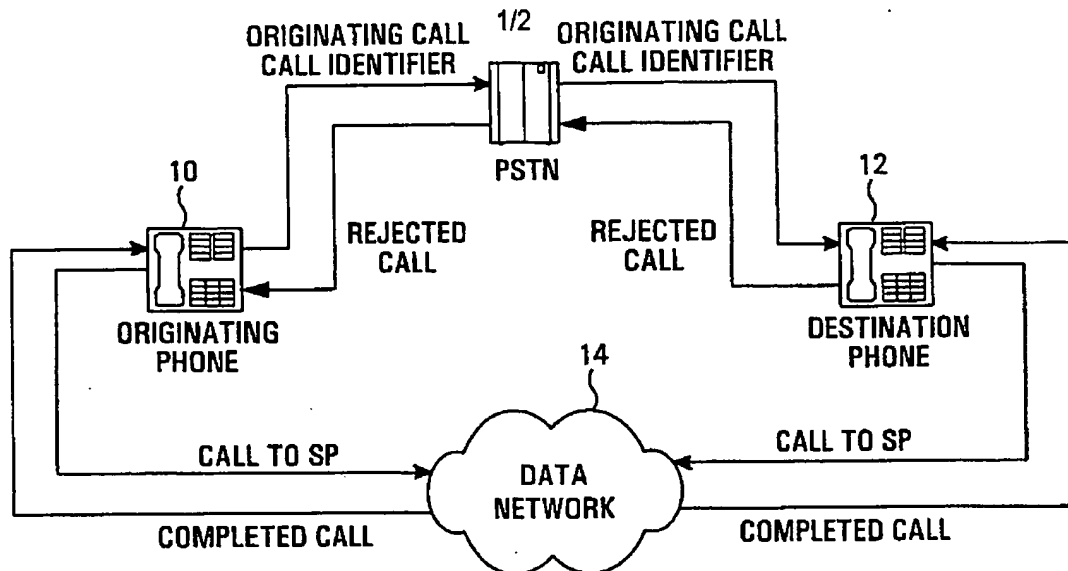 1/2
ORIGINATING CALL
CALL IDENTIFIER
ORIGINATING CALL
CALL IDENTIFIER
PSTN
10
12
REJECTED
CALL
REJECTED
CALL
ORIGINATING
PHONE
DESTINATION
PHONE
14
CALL TO SP
CALL TO SP
DATA
NETWORK
COMPLETED CALL
COMPLETED CALL